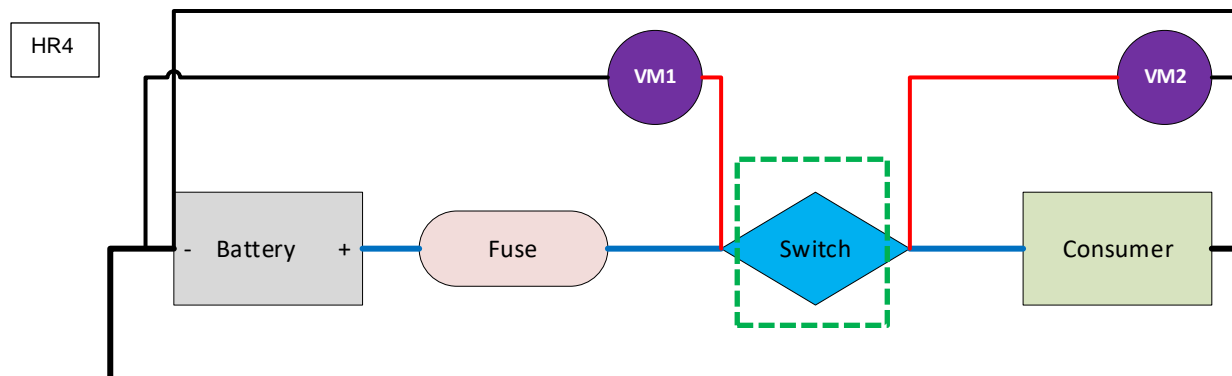 HR4
VM1
VM2
- Battery +
Fuse
Switch
Consumer